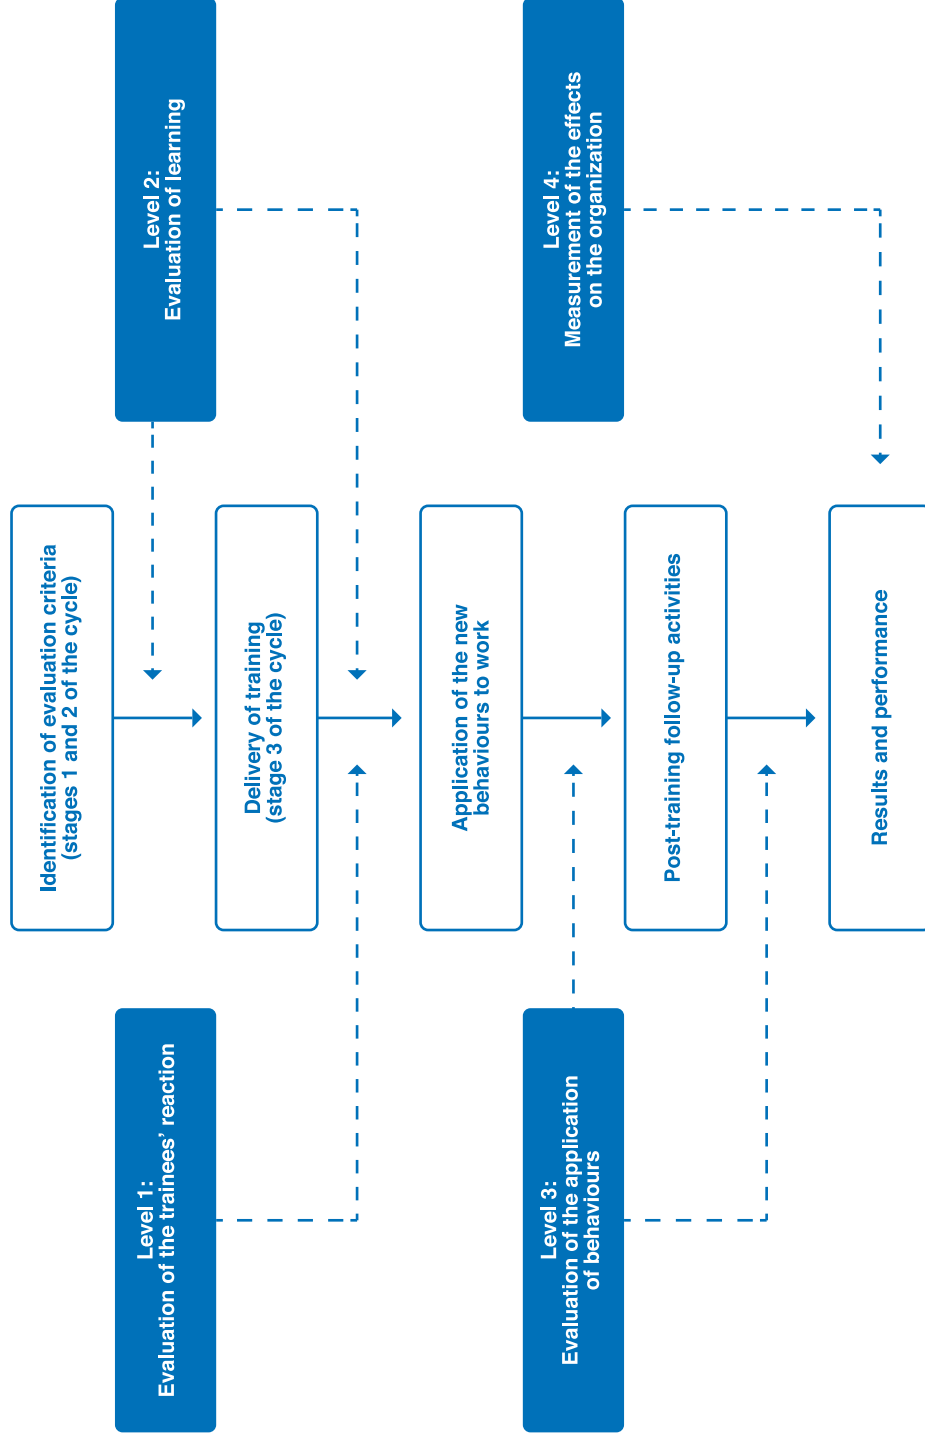 Identification of evaluation criteria
(stages 1 and 2 of the cycle)
Level 1:
Evaluation of the trainees’ reaction
Level 2:
Evaluation of learning
Delivery of training
(stage 3 of the cycle)
Application of the new
behaviours to work
Level 3:
Evaluation of the application
of behaviours
Level 4:
Measurement of the effects
on the organization
Post-training follow-up activities
Results and performance